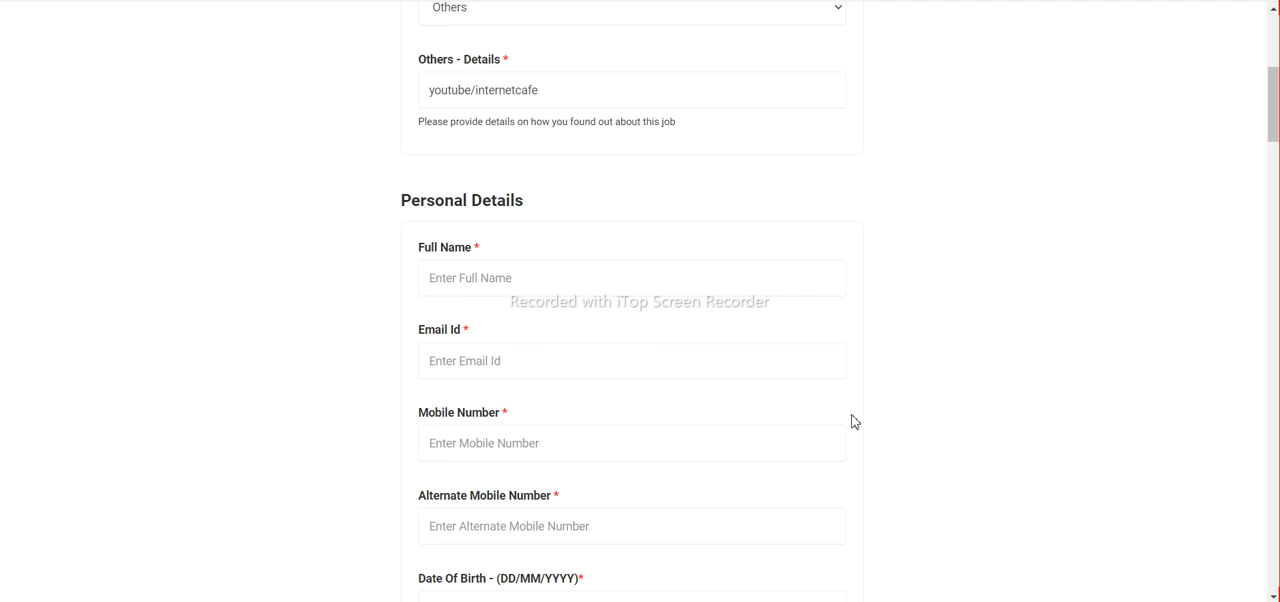 Others
Others - Details *
youtube/internetcafe
Please provide details on how you found out about this job
Personal Details
Full Name *
Enter Full Name
Recorded with iTop Screen Recorder
Email Id *
Enter Email Id
Mobile Number *
Enter Mobile Number
Alternate Mobile Number *
Enter Alternate Mobile Number
Date Of Birth - (DD/MM/YYYY)*